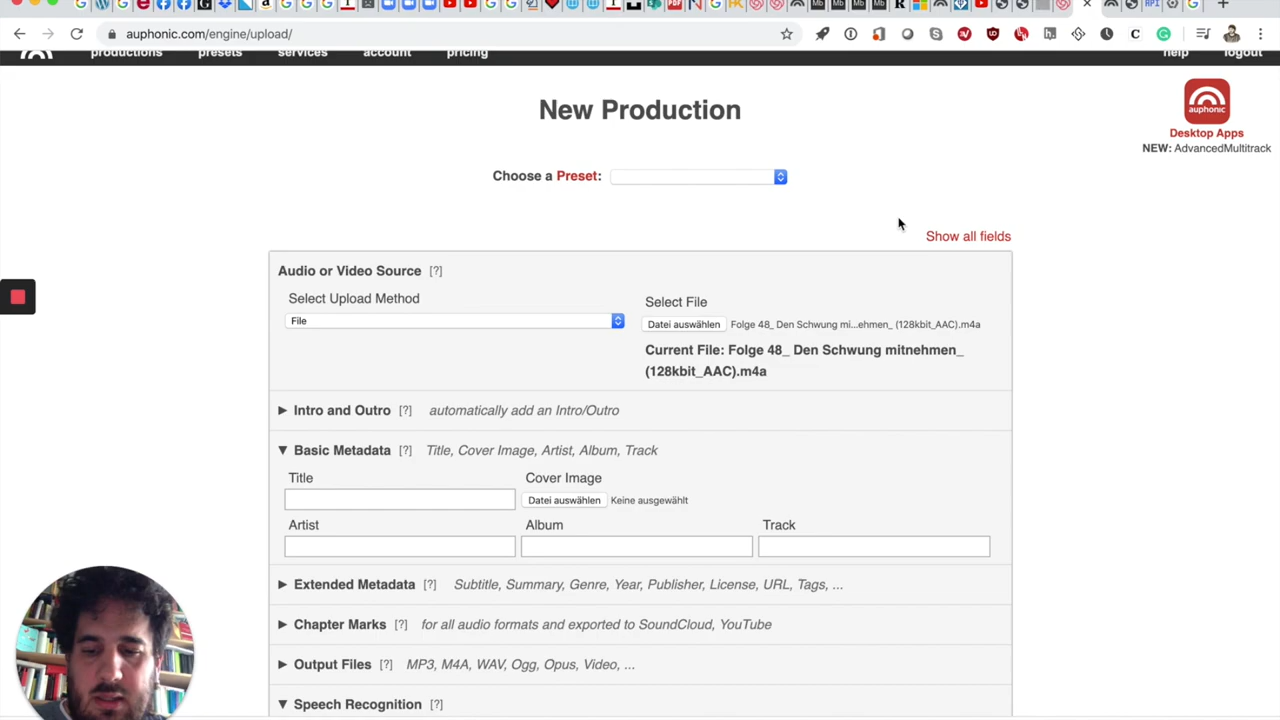 auphonic.com/engine/upload/
productions presets services account pricing help logout
New Production
auphonic
Desktop Apps
NEW: AdvancedMultitrack
Choose a Preset:
Show all fields
Audio or Video Source [?]
Select Upload Method
File
Select File
Datei auswählen Folge 48_ Den Schwung mi...ehmen_ (128kbit_AAC).m4a
Current File: Folge 48_ Den Schwung mitnehmen_
(128kbit_AAC).m4a
Intro and Outro [?] automatically add an Intro/Outro
Basic Metadata [?] Title, Cover Image, Artist, Album, Track
Title Cover Image
Datei auswählen Keine ausgewählt
Artist Album Track
Extended Metadata [?] Subtitle, Summary, Genre, Year, Publisher, License, URL, Tags, ...
Chapter Marks [?] for all audio formats and exported to SoundCloud, YouTube
Output Files [?] MP3, M4A, WAV, Ogg, Opus, Video, ...
Speech Recognition [?]